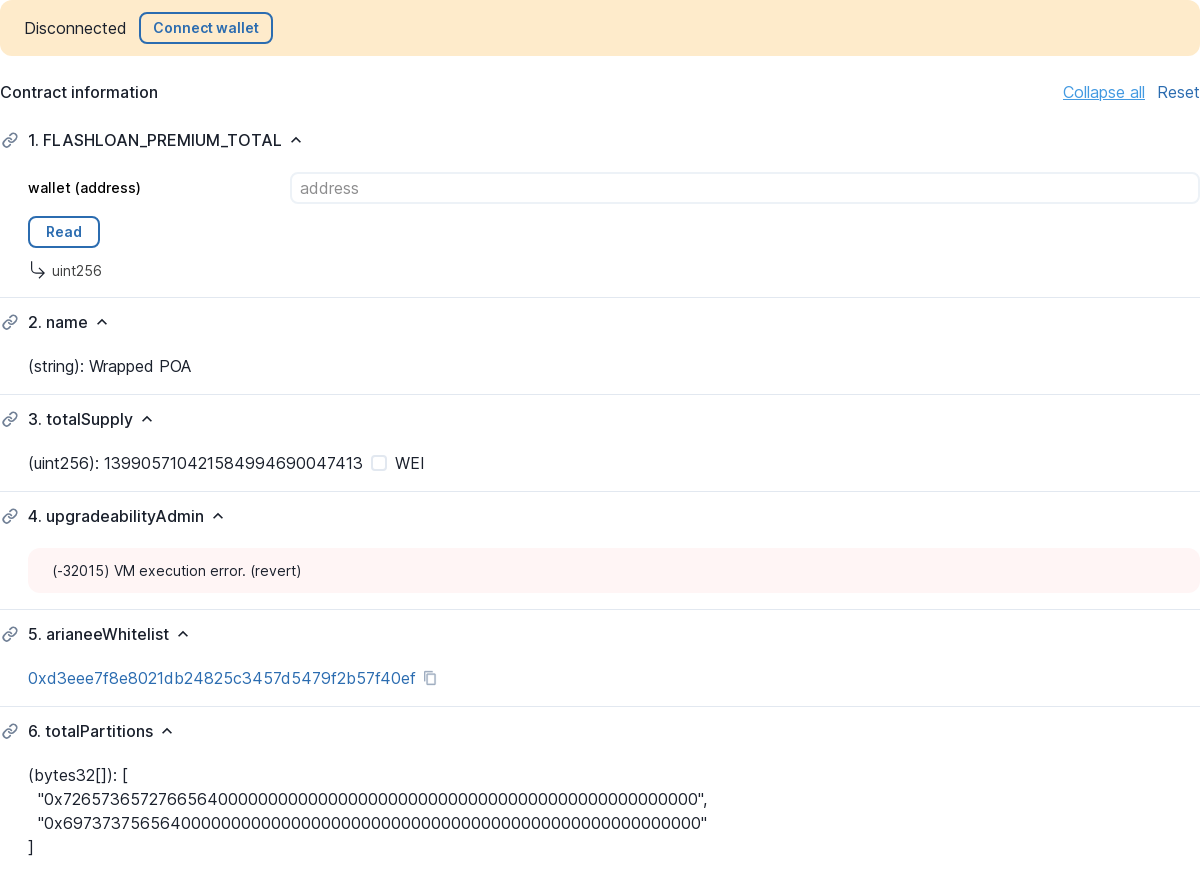 Disconnected Connect wallet
Contract information Collapse all Reset
1. FLASHLOAN_PREMIUM_TOTAL
wallet (address) address
Read
uint256
2. name
(string): Wrapped POA
3. totalSupply
(uint256): 139905710421584994690047413 WEI
4. upgradeabilityAdmin
(-32015) VM execution error. (revert)
5. arianeeWhitelist
0xd3eee7f8e8021db24825c3457d5479f2b57f40ef
6. totalPartitions
(bytes32[]): [
"0x7265736572766564000000000000000000000000000000000000000000000000",
"0x6973737565640000000000000000000000000000000000000000000000000000"
]